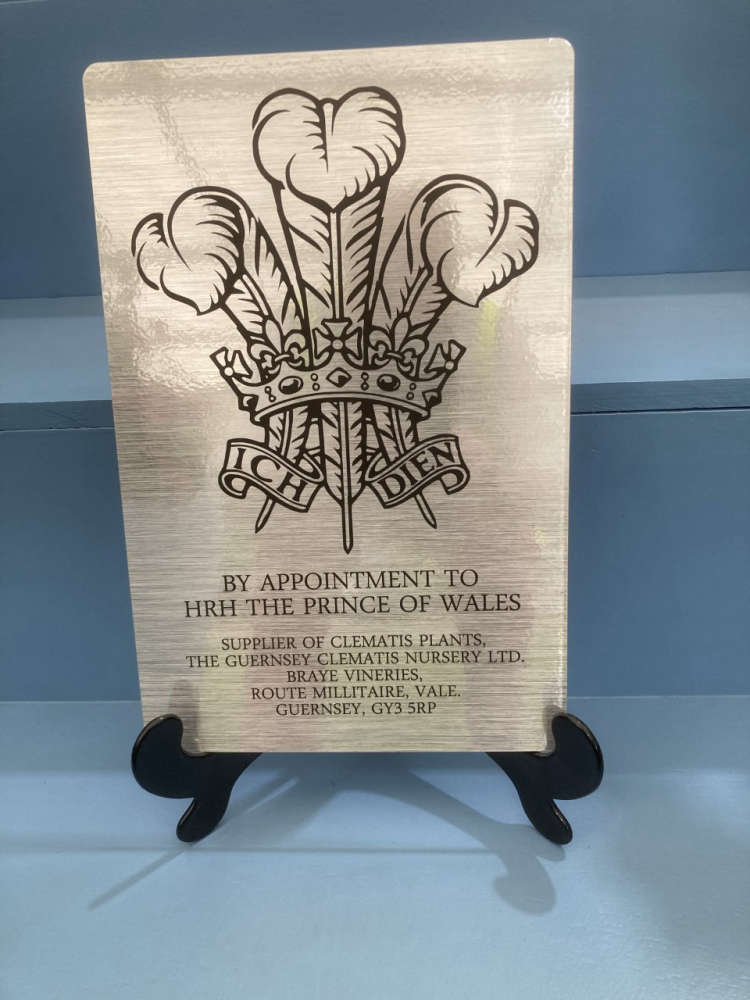 ICH DIEN
BY APPOINTMENT TO
HRH THE PRINCE OF WALES
SUPPLIER OF CLEMATIS PLANTS,
THE GUERNSEY CLEMATIS NURSERY LTD.
BRAYE VINERIES,
ROUTE MILLITAIRE, VALE.
GUERNSEY, GY3 5RP